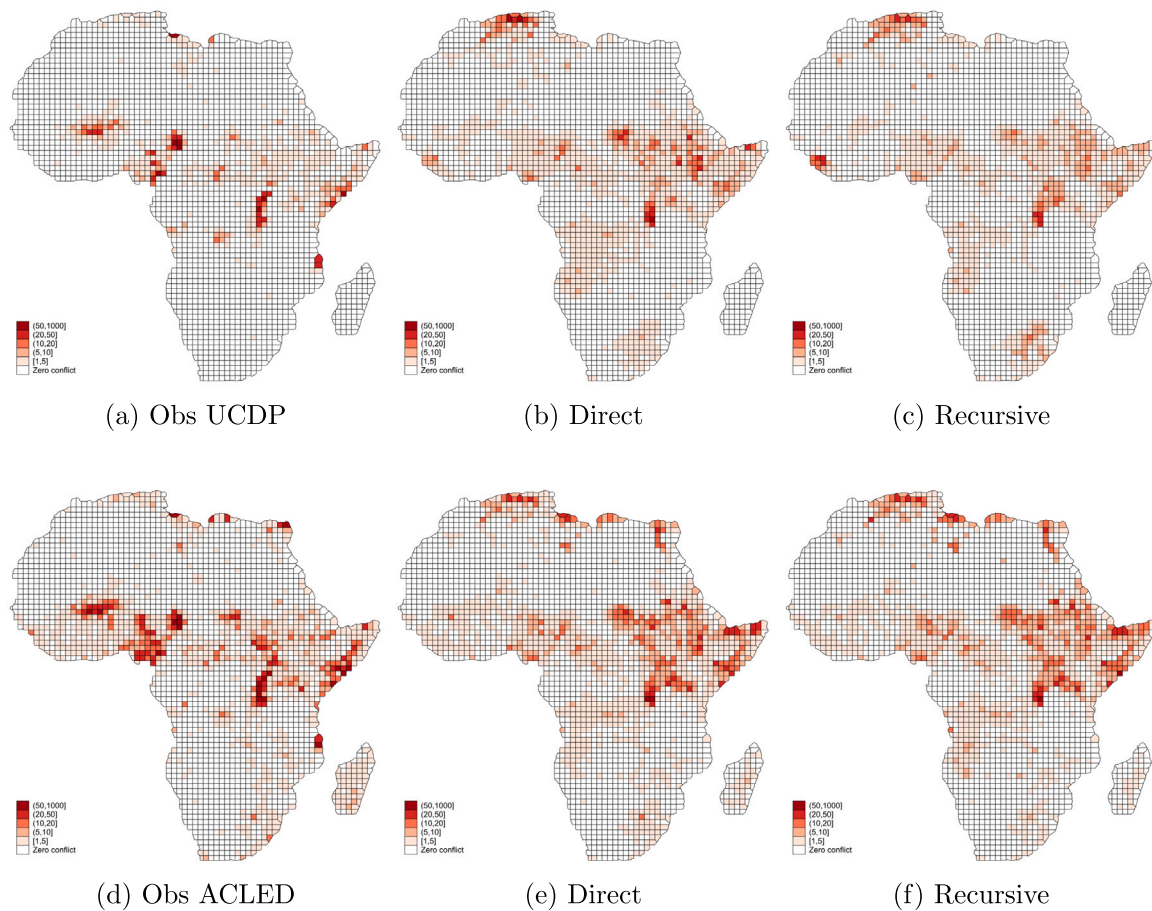 (50,1000]
(20,50]
(10,20]
(5,10]
[1,5]
Zero conflict
(50,1000]
(20,50]
(10,20]
(5,10]
[1,5]
Zero conflict
(50,1000]
(20,50]
(10,20]
(5,10]
[1,5]
Zero conflict
(a) Obs UCDP
(b) Direct
(c) Recursive
(50,1000]
(20,50]
(10,20]
(5,10]
[1,5]
Zero conflict
(50,1000]
(20,50]
(10,20]
(5,10]
[1,5]
Zero conflict
(50,1000]
(20,50]
(10,20]
(5,10]
[1,5]
Zero conflict
(d) Obs ACLED
(e) Direct
(f) Recursive